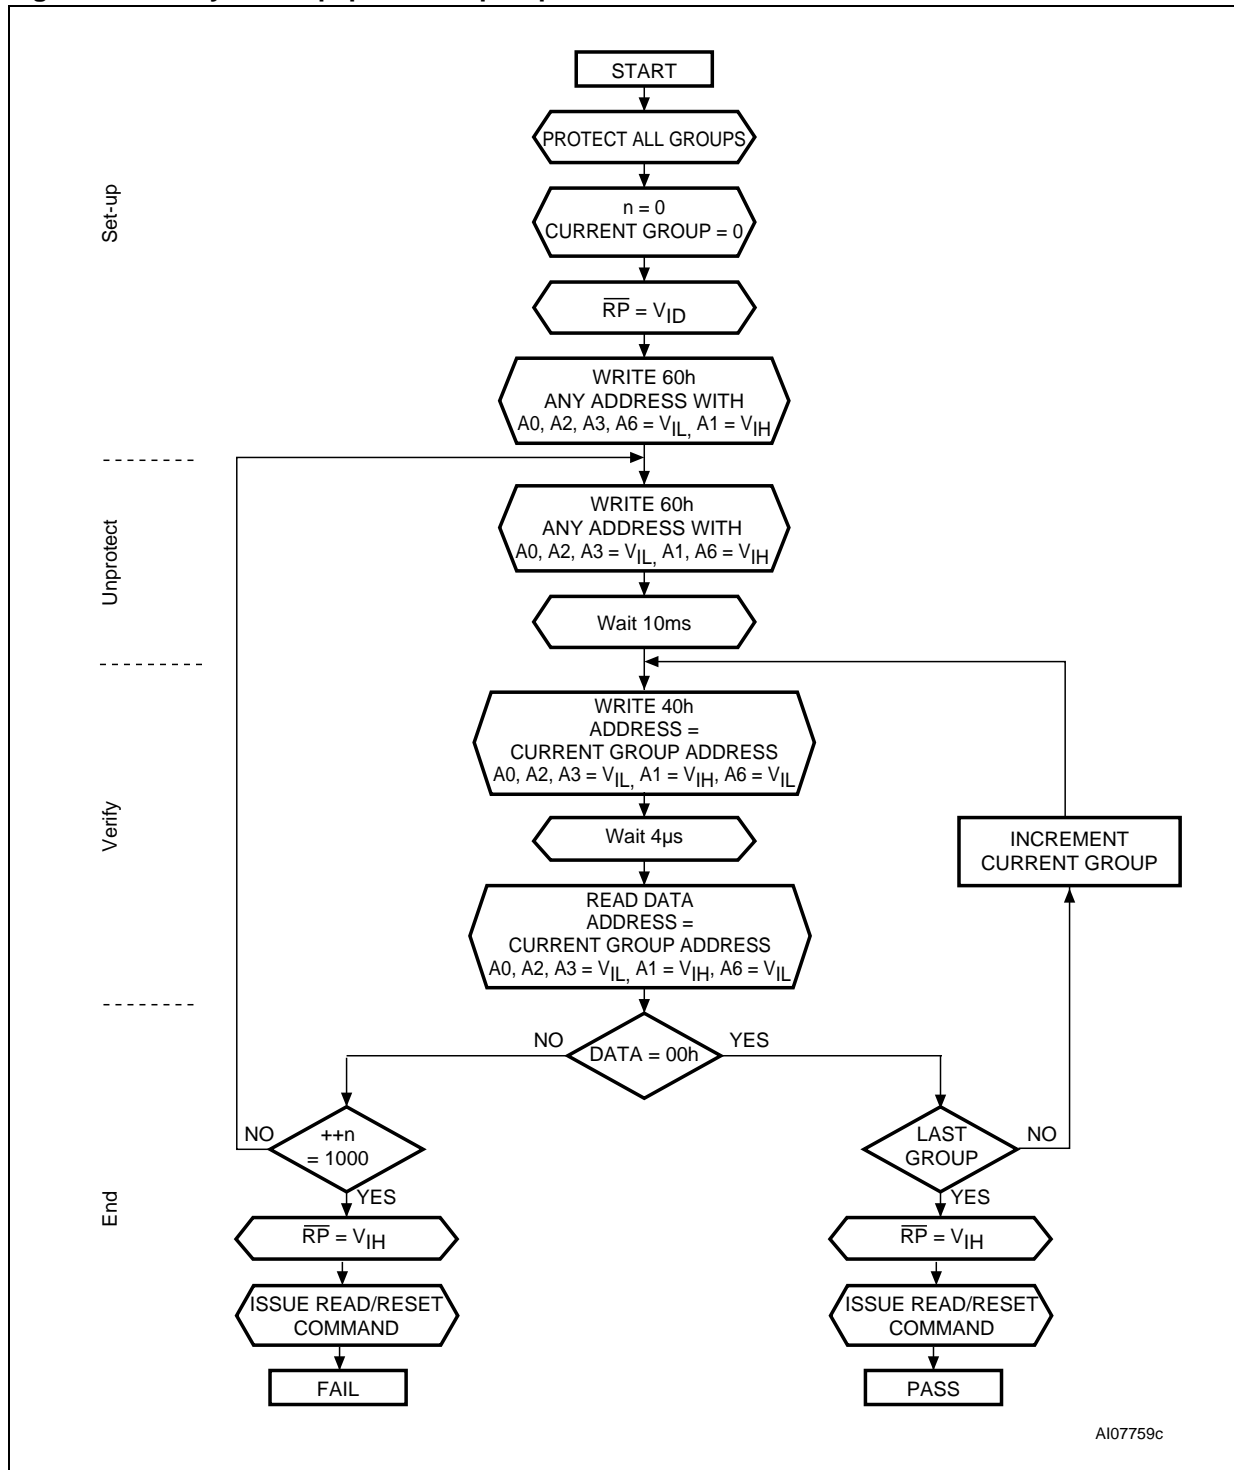 START
PROTECT ALL GROUPS
n = 0
CURRENT GROUP = 0
RP = VID
WRITE 60h
ANY ADDRESS WITH
A0, A2, A3, A6 = VIL, A1 = VIH
Set-up
WRITE 60h
ANY ADDRESS WITH
A0, A2, A3 = VIL, A1, A6 = VIH
Wait 10ms
Unprotect
WRITE 40h
ADDRESS =
CURRENT GROUP ADDRESS
A0, A2, A3 = VIL, A1 = VIH, A6 = VIL
Wait 4µs
READ DATA
ADDRESS =
CURRENT GROUP ADDRESS
A0, A2, A3 = VIL, A1 = VIH, A6 = VIL
Verify
INCREMENT
CURRENT GROUP
NO
DATA = 00h
YES
NO
++n
= 1000
YES
LAST
GROUP
NO
YES
End
RP = VIH
RP = VIH
ISSUE READ/RESET
COMMAND
ISSUE READ/RESET
COMMAND
FAIL
PASS
AI07759c